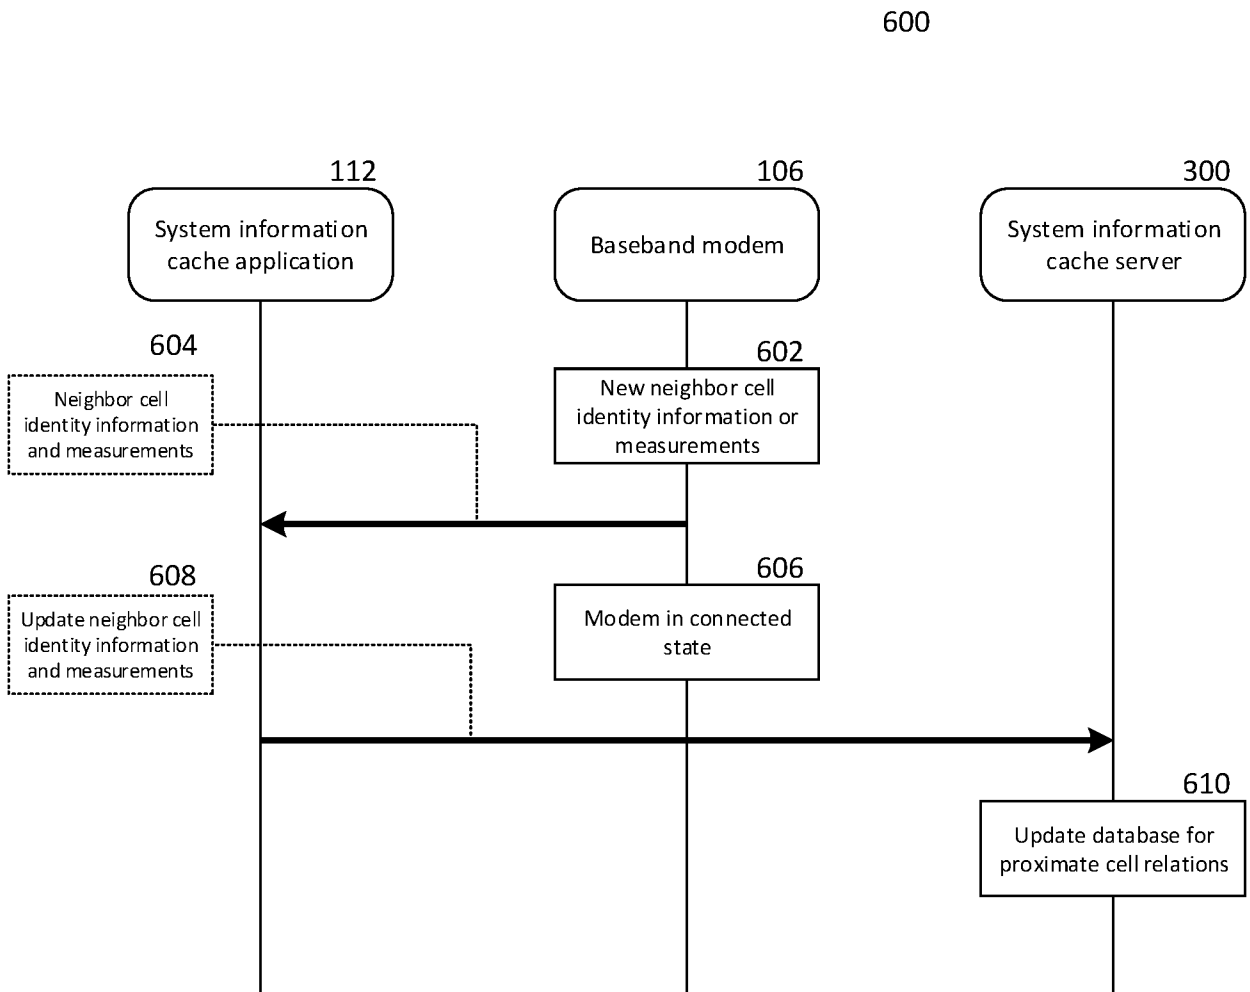 600
112
System information
cache application
106
Baseband modem
300
System information
cache server
604
Neighbor cell
identity information
and measurements
602
New neighbor cell
identity information or
measurements
608
Update neighbor cell
identity information
and measurements
606
Modem in connected
state
610
Update database for
proximate cell relations